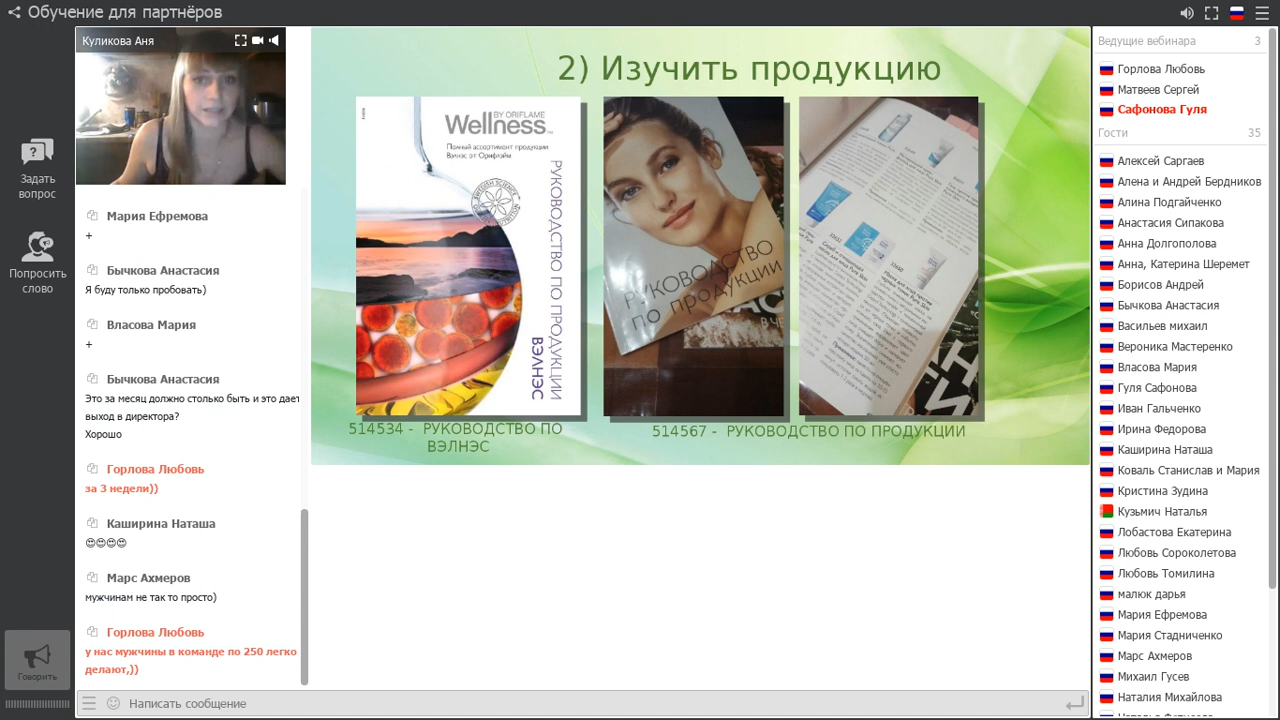 Обучение для партнёров
Задать
вопрос
Попросить
слово
Говорить
Куликова Аня
Мария Ефремова
+
Бычкова Анастасия
Я буду только пробовать)
Власова Мария
+
Бычкова Анастасия
Это за месяц должно столько быть и это дает
выход в директора?
Хорошо
Горлова Любовь
за 3 недели))
Каширина Наташа
😍😍😍😍
Марс Ахмеров
мужчинам не так то просто)
Горлова Любовь
у нас мужчины в команде по 250 легко
делают,))
Написать сообщение
2) Изучить продукцию
BY ORIFLAME
Wellness™
Полный ассортимент продукции
Вэлнэс от Орифлэйм
РУКОВОДСТВО ПО ПРОДУКЦИИ
ВЭЛНЭС
РУКОВОДСТВО
ПО ПРОДУКЦИИ
514534 - РУКОВОДСТВО ПО
ВЭЛНЭС
514567 - РУКОВОДСТВО ПО ПРОДУКЦИИ
Ведущие вебинара 3
Горлова Любовь
Матвеев Сергей
Сафонова Гуля
Гости 35
Алексей Саргаев
Алена и Андрей Бердников
Алина Подгайченко
Анастасия Сипакова
Анна Долгополова
Анна, Катерина Шеремет
Борисов Андрей
Бычкова Анастасия
Васильев михаил
Вероника Мастеренко
Власова Мария
Гуля Сафонова
Иван Гальченко
Ирина Федорова
Каширина Наташа
Коваль Станислав и Мария
Кристина Зудина
Кузьмич Наталья
Лобастова Екатерина
Любовь Сороколетова
Любовь Томилина
малюк дарья
Мария Ефремова
Мария Стадниченко
Марс Ахмеров
Михаил Гусев
Наталия Михайлова